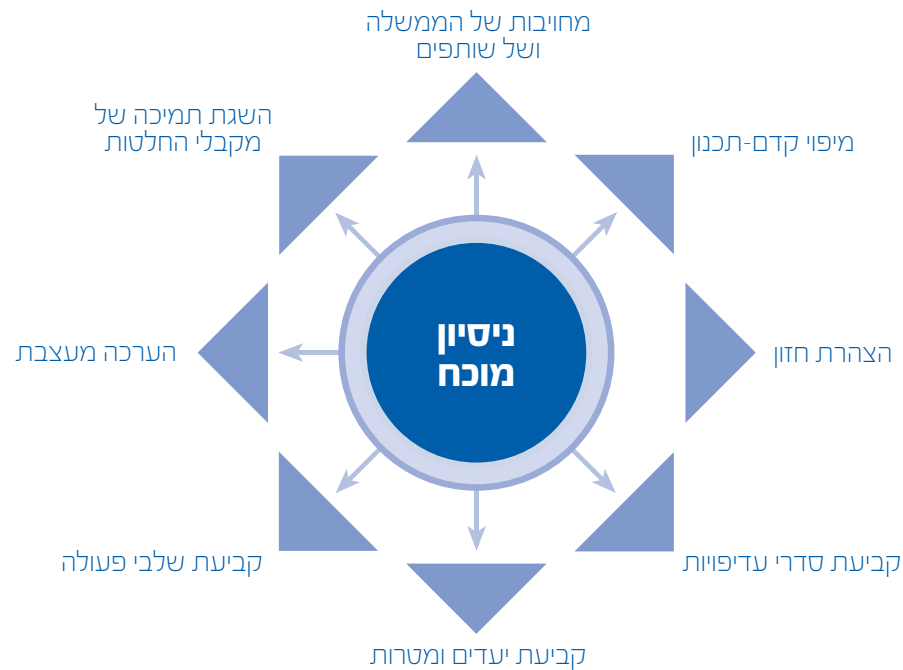 מחויבות של הממשלה
ושל שותפים
השגת תמיכה של
מקבלי החלטות
מיפוי קדם-תכנון
ניסיון
מוכח
הערכה מעצבת
הצהרת חזון
קביעת שלבי פעולה
קביעת סדרי עדיפויות
קביעת יעדים ומטרות